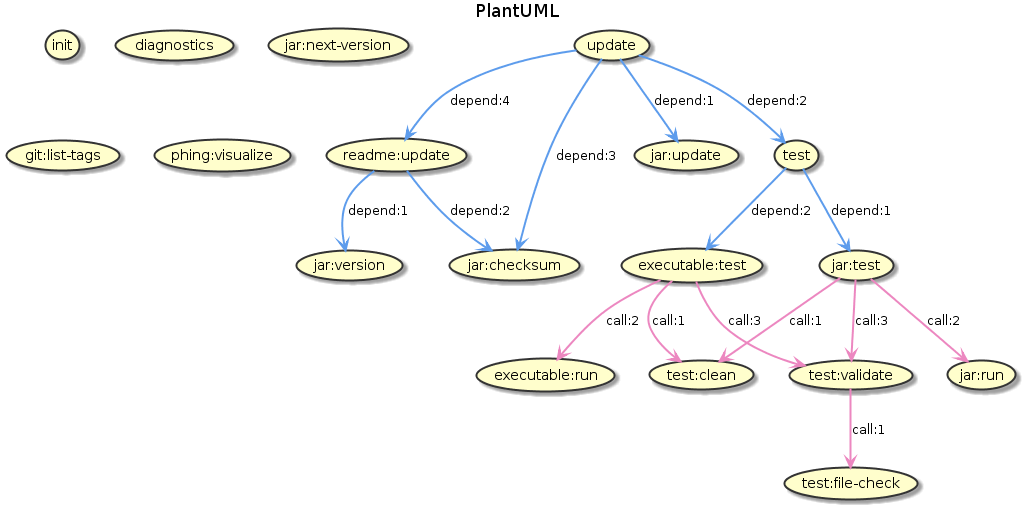 PlantUML
init
diagnostics
jar:next-version
update
depend:4
depend:1
depend:2
depend:3
git:list-tags
phing:visualize
readme:update
jar:update
test
depend:1
depend:2
depend:2
depend:1
jar:version
jar:checksum
executable:test
jar:test
call:2
call:1
call:3
call:1
call:3
call:2
executable:run
test:clean
test:validate
jar:run
call:1
test:file-check